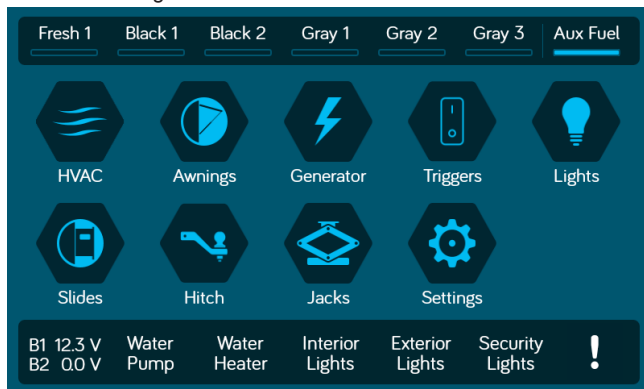 Fresh 1 Black 1 Black 2 Gray 1 Gray 2 Gray 3 Aux Fuel
HVAC Awnings Generator Triggers Lights
Slides Hitch Jacks Settings
B1 12.3 V Water Water Interior Exterior Security !
B2 0.0 V Pump Heater Lights Lights Lights